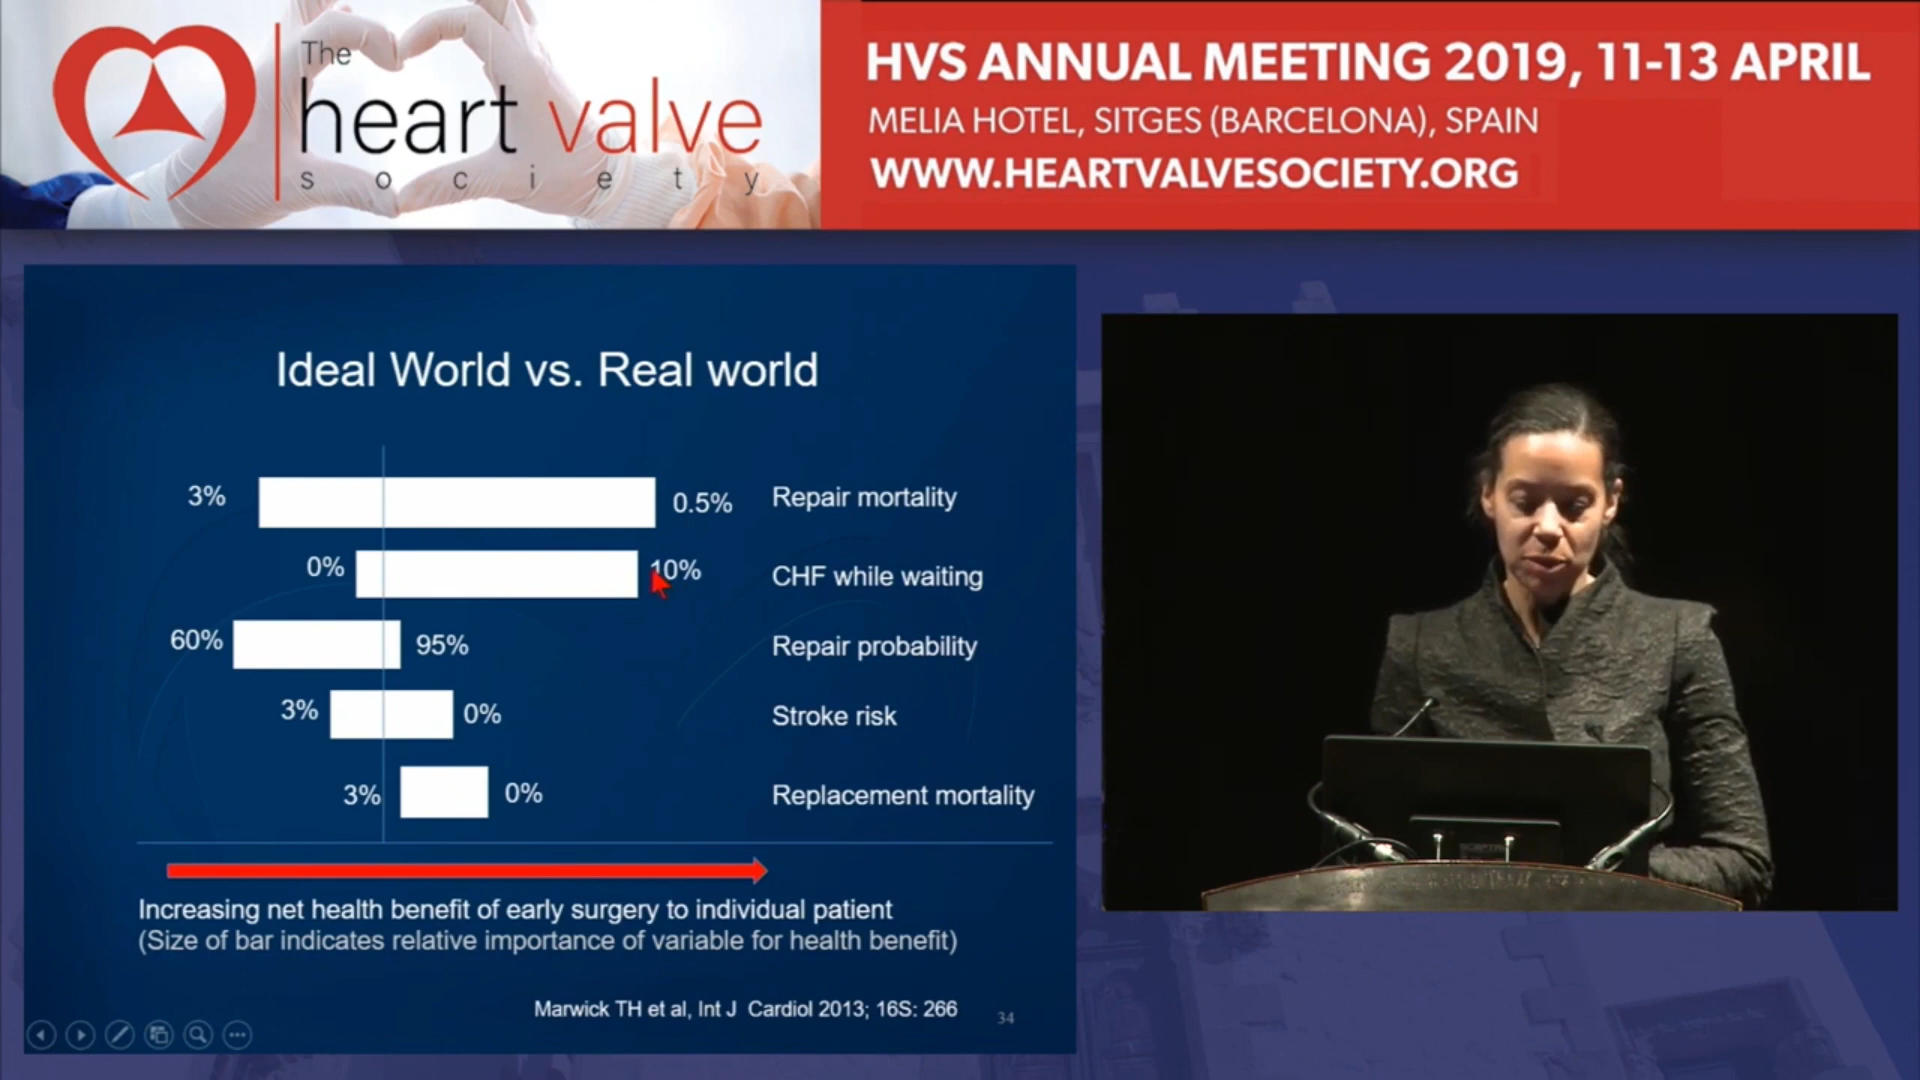 The
heart valve
society
HVS ANNUAL MEETING 2019, 11-13 APRIL
MELIA HOTEL, SITGES (BARCELONA), SPAIN
WWW.HEARTVALVESOCIETY.ORG
Ideal World vs. Real world
3% 0.5% Repair mortality
0% 10% CHF while waiting
60% 95% Repair probability
3% 0% Stroke risk
3% 0% Replacement mortality
Increasing net health benefit of early surgery to individual patient
(Size of bar indicates relative importance of variable for health benefit)
Marwick TH et al, Int J Cardiol 2013; 16S: 266
34